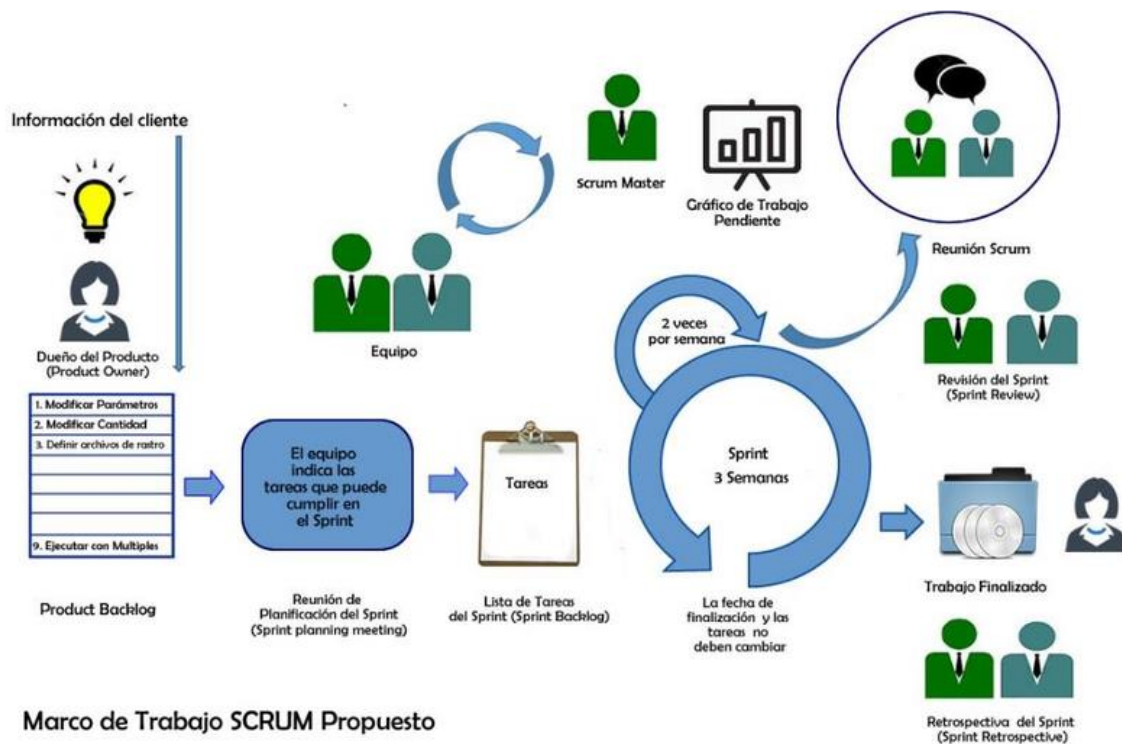 Información del cliente
Dueño del Producto
(Product Owner)
1. Modificar Parámetros
2. Modificar Cantidad
3. Definir archivos de rastro
9. Ejecutar con Multiples
Product Backlog
El equipo
indica las
tareas que puede
cumplir en
el Sprint
Reunión de
Planificación del Sprint
(Sprint planning meeting)
Equipo
Scrum Master
Gráfico de Trabajo
Pendiente
Tareas
Lista de Tareas
del Sprint (Sprint Backlog)
2 veces
por semana
Sprint
3 Semanas
La fecha de
finalización y las
tareas no
deben cambiar
Reunión Scrum
Revisión del Sprint
(Sprint Review)
Trabajo Finalizado
Retrospectiva del Sprint
(Sprint Retrospective)
Marco de Trabajo SCRUM Propuesto